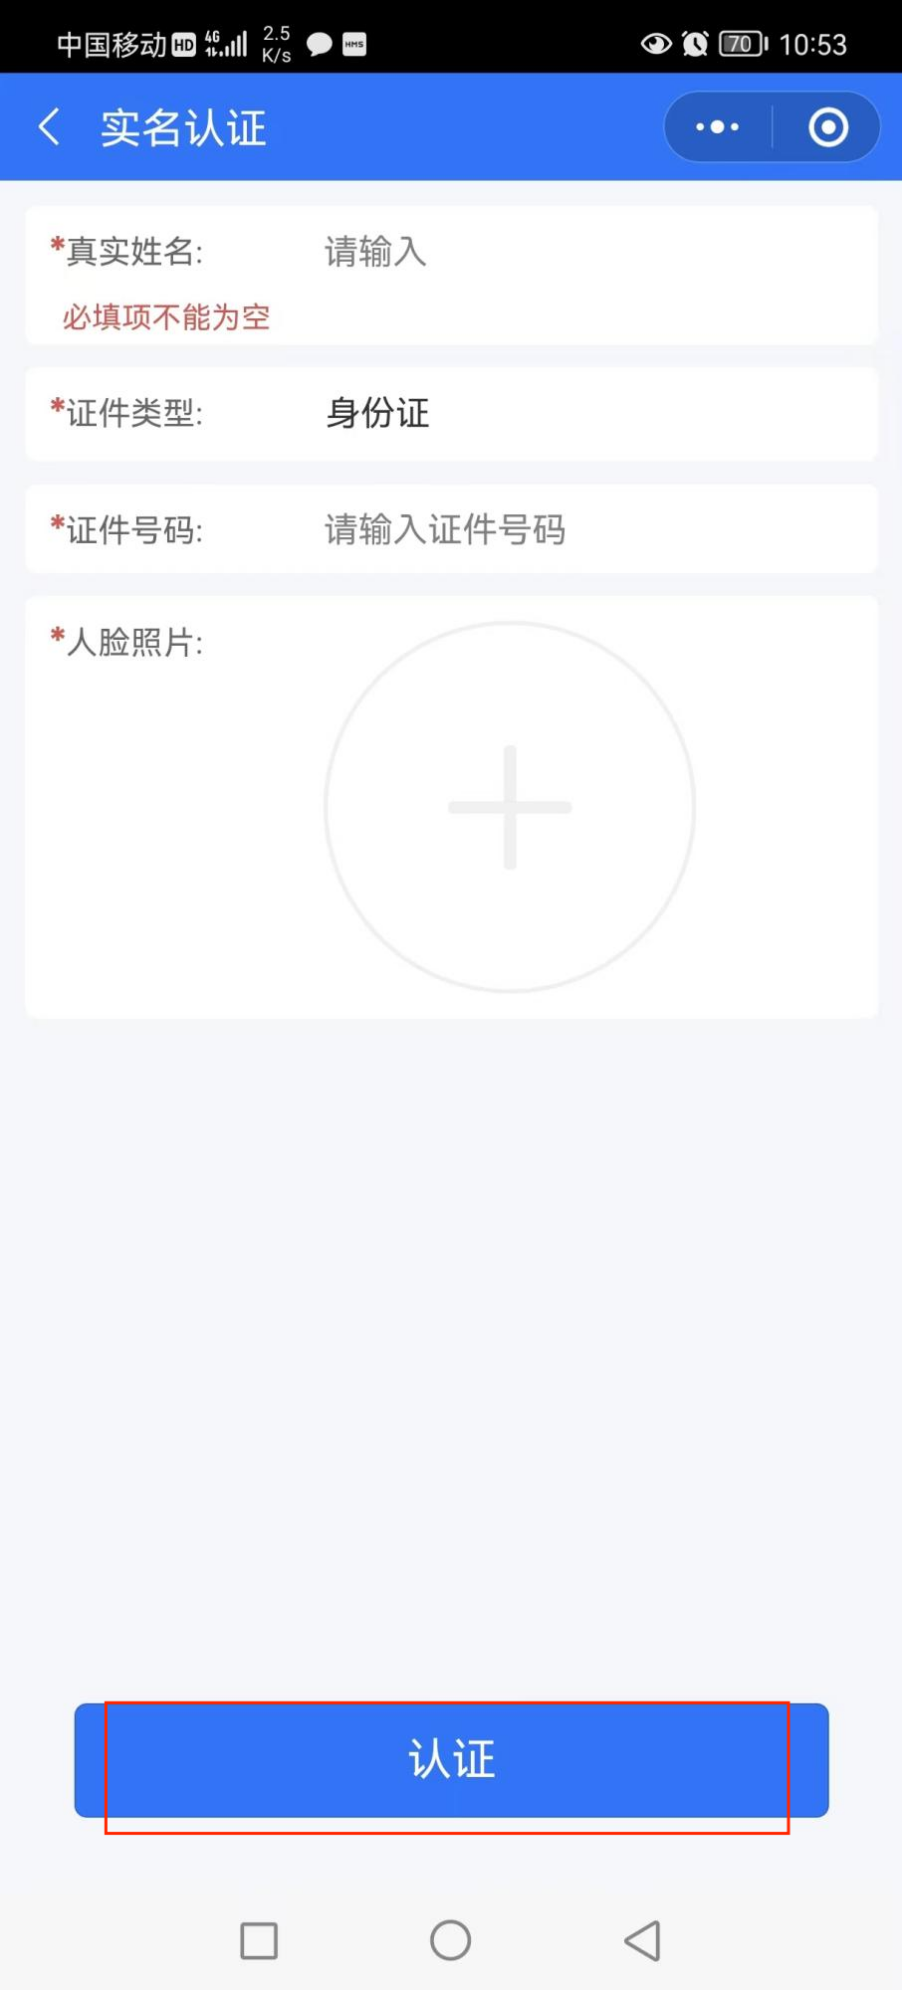 中国移动 HD 4G 2.5 K/s HMS 70 10:53
实名认证
*真实姓名: 请输入
必填项不能为空
*证件类型: 身份证
*证件号码: 请输入证件号码
*人脸照片:
认证